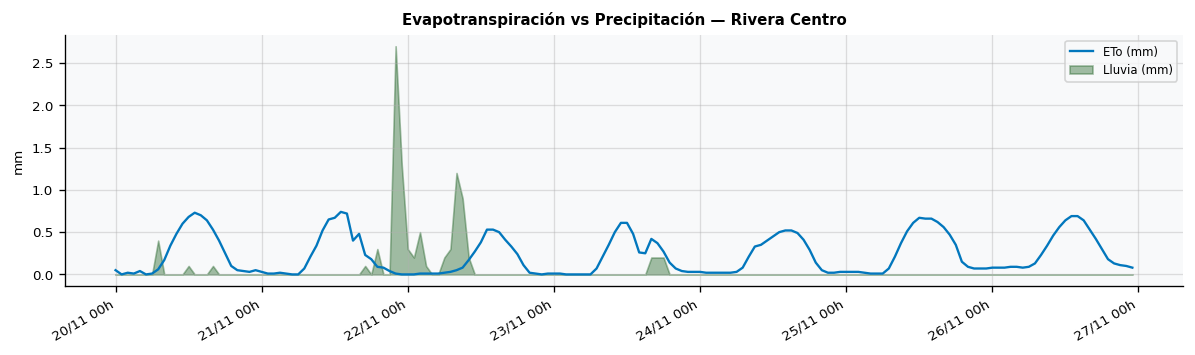 Evapotranspiración vs Precipitación — Rivera Centro
ETo (mm)
Lluvia (mm)
mm
2.5
2.0
1.5
1.0
0.5
0.0
20/11 00h
21/11 00h
22/11 00h
23/11 00h
24/11 00h
25/11 00h
26/11 00h
27/11 00h